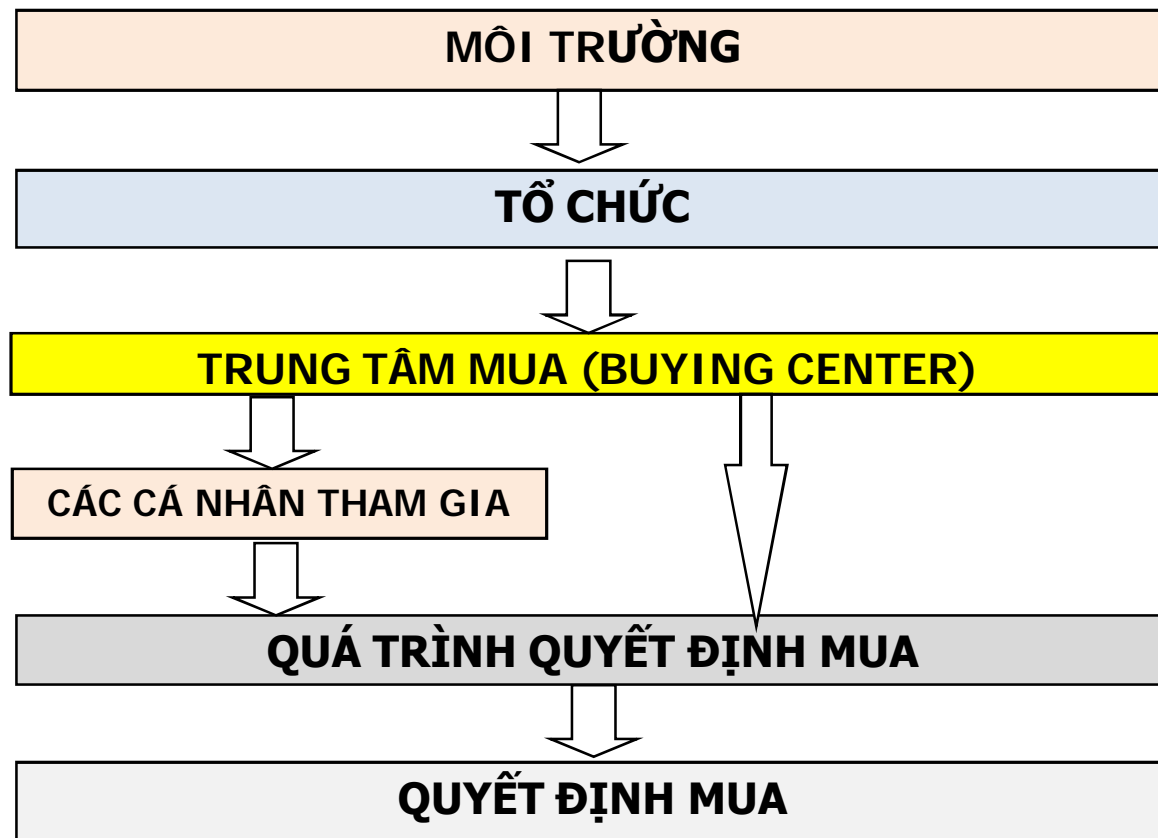 MÔI TRƯỜNG
TỔ CHỨC
TRUNG TÂM MUA (BUYING CENTER)
CÁC CÁ NHÂN THAM GIA
QUÁ TRÌNH QUYẾT ĐỊNH MUA
QUYẾT ĐỊNH MUA